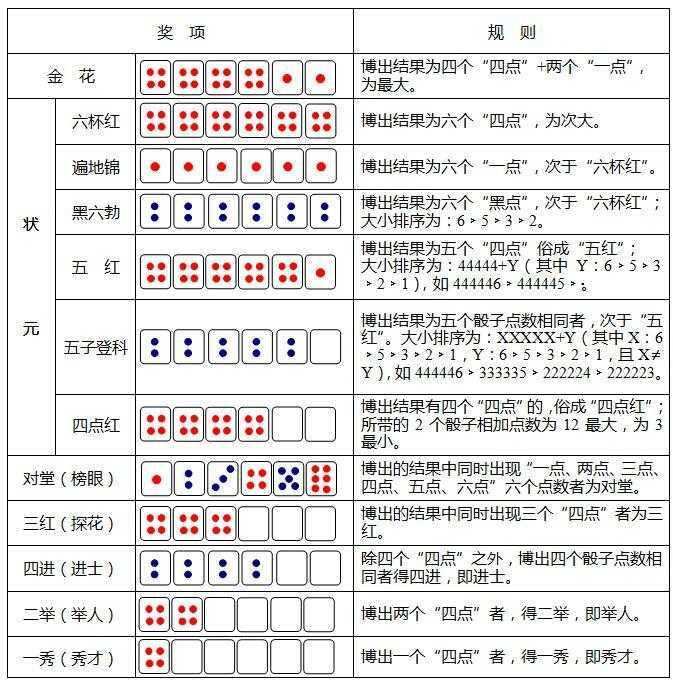 奖 项
规 则
金 花
博出结果为四个“四点”+两个“一点”，
为最大。
状
元
六杯红
博出结果为六个“四点”，为次大。
遍地锦
博出结果为六个“一点”，次于“六杯红”。
黑六勃
博出结果为六个“黑点”，次于“六杯红”；
大小排序为：6﹥5﹥3﹥2。
五 红
博出结果为五个“四点”俗成“五红”；
大小排序为：44444+Y（其中 Y：6﹥5﹥3
﹥2﹥1），如 444446﹥444445﹥：。
五子登科
博出结果为五个骰子点数相同者，次于“五
红”。大小排序为：XXXXX+Y（其中 X：6
﹥5﹥3﹥2﹥1，Y：6﹥5﹥3﹥2﹥1，且 X≠
Y），如 444446﹥333335﹥222224﹥222223。
四点红
博出结果有四个“四点”的，俗成“四点红”；
所带的 2 个骰子相加点数为 12 最大，为 3
最小。
对堂（榜眼）
博出的结果中同时出现“一点、两点、三点、
四点、五点、六点”六个点数者为对堂。
三红（探花）
博出的结果中同时出现三个“四点”者为三
红。
四进（进士）
除四个“四点”之外，博出四个骰子点数相
同者得四进，即进士。
二举（举人）
博出两个“四点”者，得二举，即举人。
一秀（秀才）
博出一个“四点”者，得一秀，即秀才。